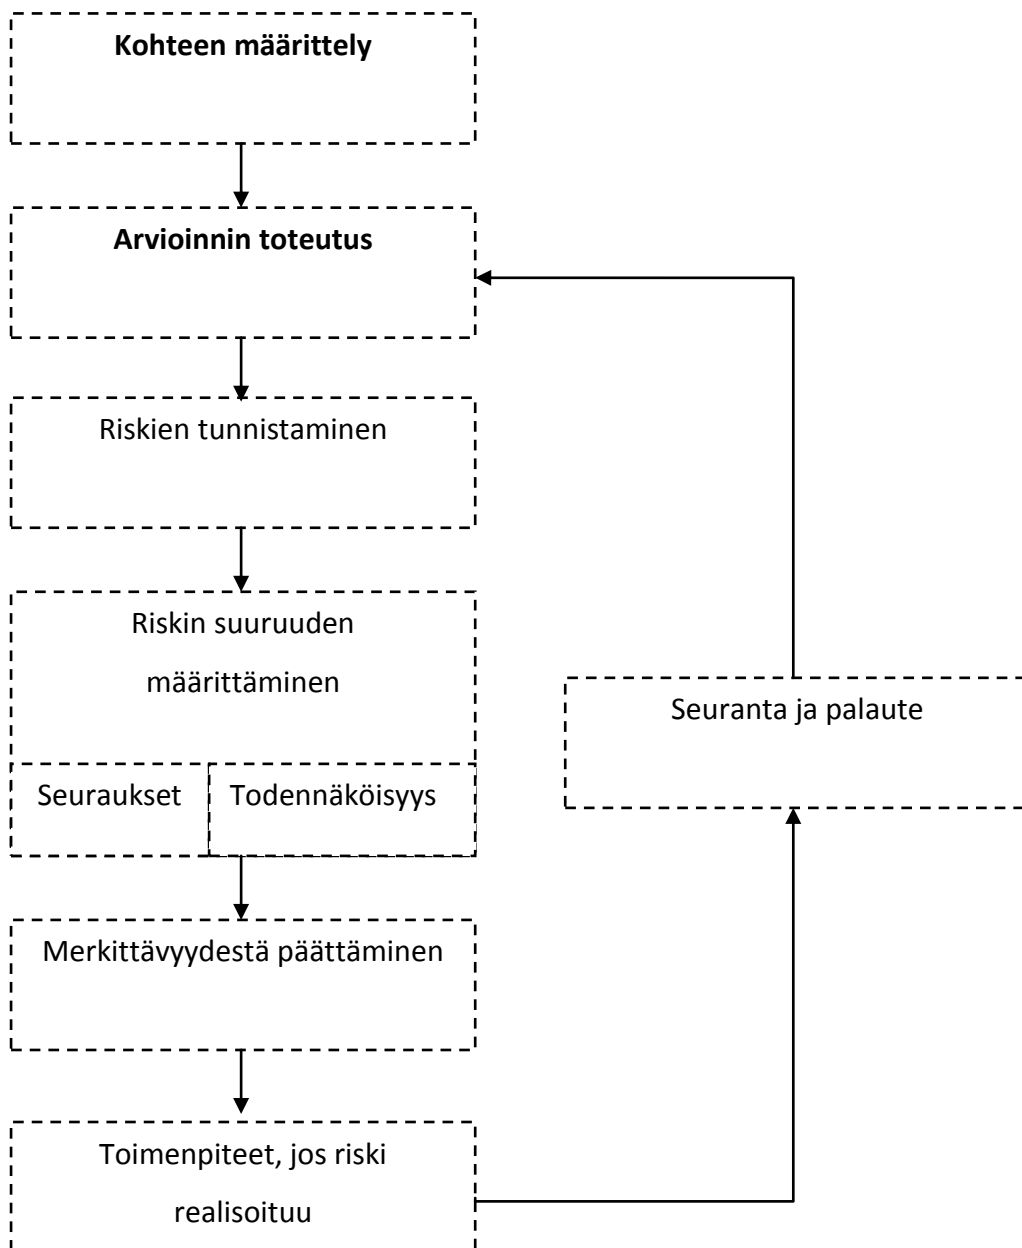 Kohteen määrittely
Arvioinnin toteutus
Riskien tunnistaminen
Riskin suuruuden
määrittäminen
Seuraukset
Todennäköisyys
Seuranta ja palaute
Merkittävyydestä päättäminen
Toimenpiteet, jos riski
realisoituu